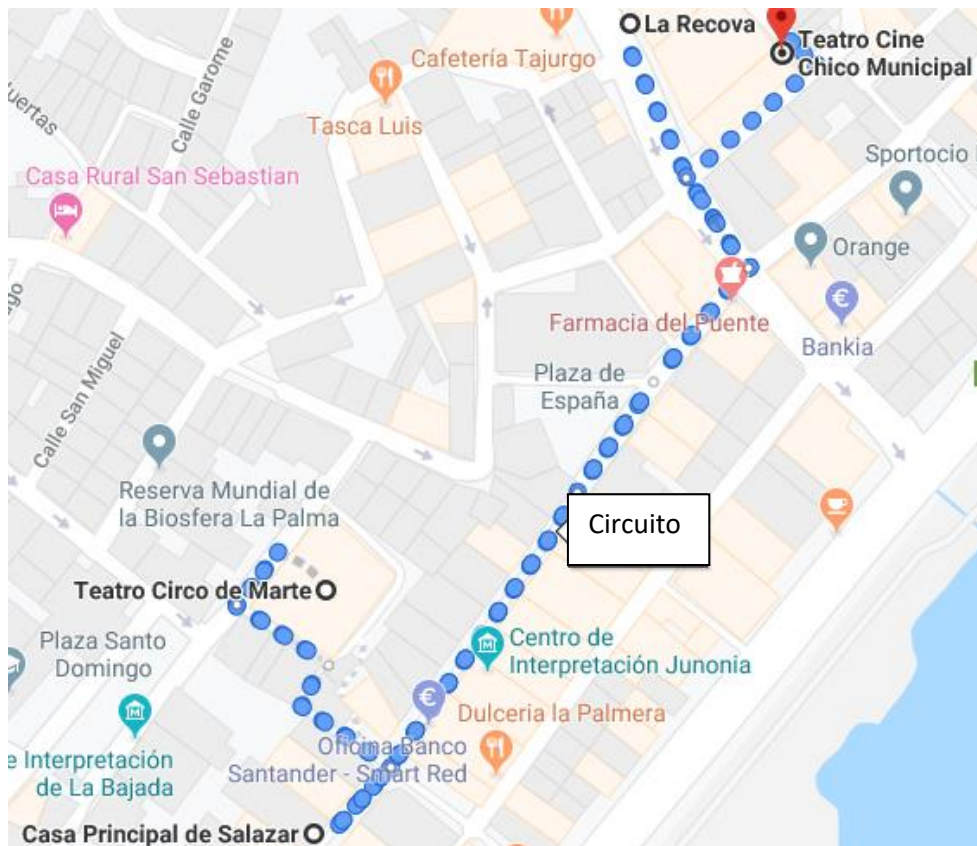 La Recova
Teatro Cine
Chico Municipal
Cafetería Tajurgo
Tasca Luis
Calle Garome
Casa Rural San Sebastian
Sportocio
Orange
Farmacia del Puente
Bankia
Plaza de
España
Calle San Miguel
Reserva Mundial de
la Biosfera La Palma
Circuito
Teatro Circo de Marte
Plaza Santo
Domingo
Centro de
Interpretación Junonia
Dulceria la Palmera
Oficina Banco
Santander - Smart Red
e Interpretación
de La Bajada
Casa Principal de Salazar